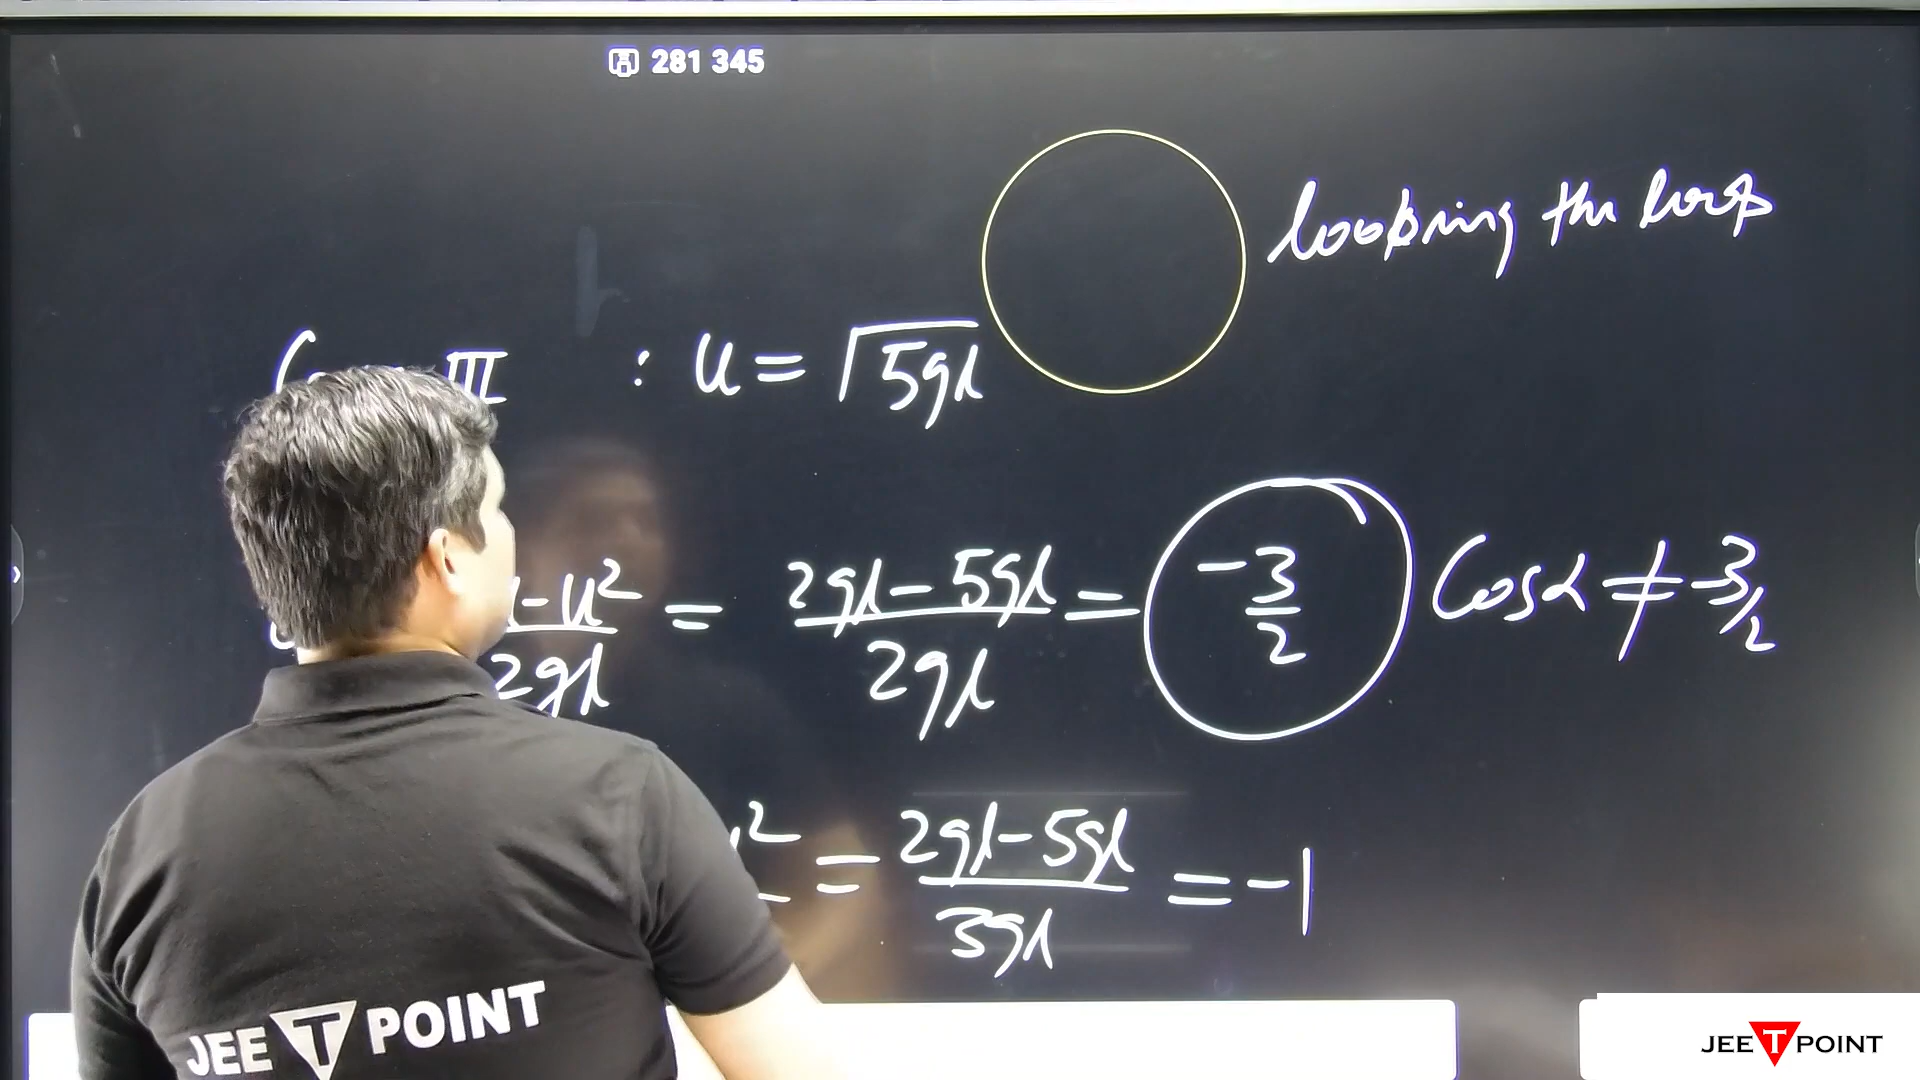 281 345
looping the loop
III : u = √5gl
-u² / 2gl = 2gl - 5gl / 2gl = -3/2 Cosα ≠ -3/2
² = 2gl - 5gl / 3gl = -1
JEE T POINT
JEE T POINT